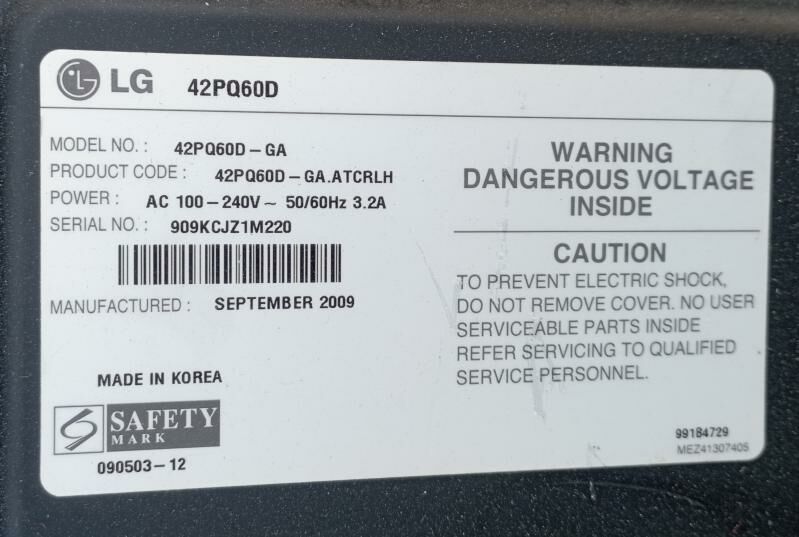 LG 42PQ60D
MODEL NO. : 42PQ60D-GA
PRODUCT CODE : 42PQ60D-GA.ATCRLH
POWER : AC 100-240V ~ 50/60Hz 3.2A
SERIAL NO. : 909KCJZ1M220
MANUFACTURED : SEPTEMBER 2009
MADE IN KOREA
SAFETY
MARK
090503-12
WARNING
DANGEROUS VOLTAGE
INSIDE
CAUTION
TO PREVENT ELECTRIC SHOCK,
DO NOT REMOVE COVER. NO USER
SERVICEABLE PARTS INSIDE
REFER SERVICING TO QUALIFIED
SERVICE PERSONNEL.
99184729
MEZ41307405